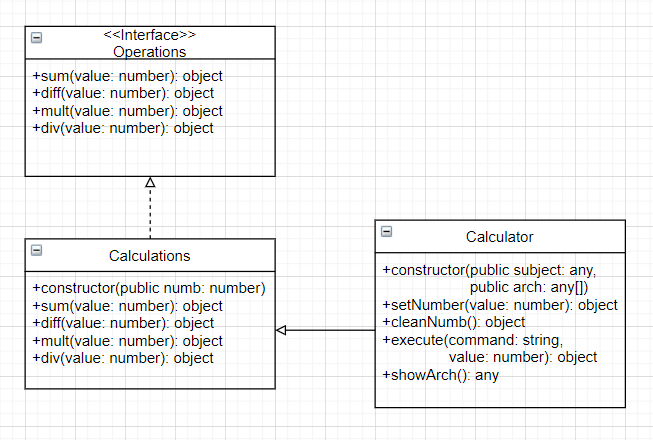 <<Interface>>
Operations
+sum(value: number): object
+diff(value: number): object
+mult(value: number): object
+div(value: number): object
Calculations
+constructor(public numb: number)
+sum(value: number): object
+diff(value: number): object
+mult(value: number): object
+div(value: number): object
Calculator
+constructor(public subject: any,
public arch: any[])
+setNumber(value: number): object
+cleanNumb(): object
+execute(command: string,
value: number): object
+showArch(): any